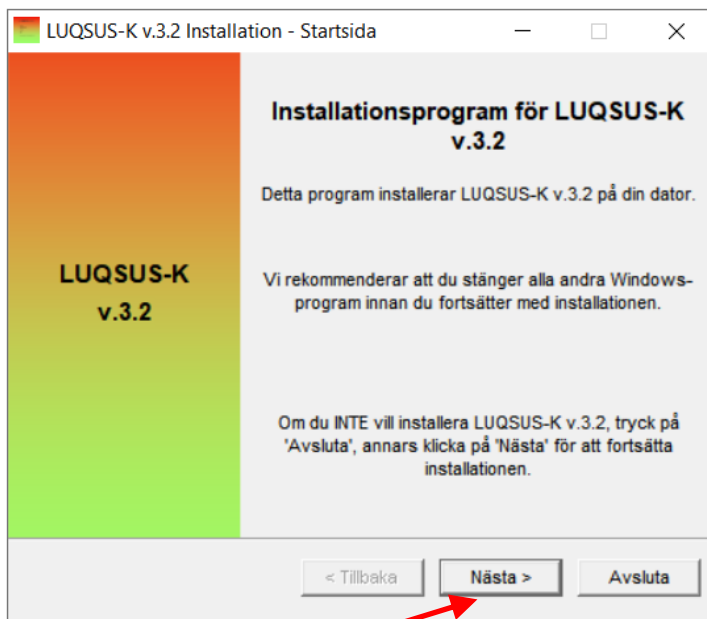 LUQSUS-K v.3.2 Installation - Startsida
LUQSUS-K
v.3.2
Installationsprogram för LUQSUS-K
v.3.2
Detta program installerar LUQSUS-K v.3.2 på din dator.
Vi rekommenderar att du stänger alla andra Windows-
program innan du fortsätter med installationen.
Om du INTE vill installera LUQSUS-K v.3.2, tryck på
'Avsluta', annars klicka på 'Nästa' för att fortsätta
installationen.
< Tillbaka
Nästa >
Avsluta